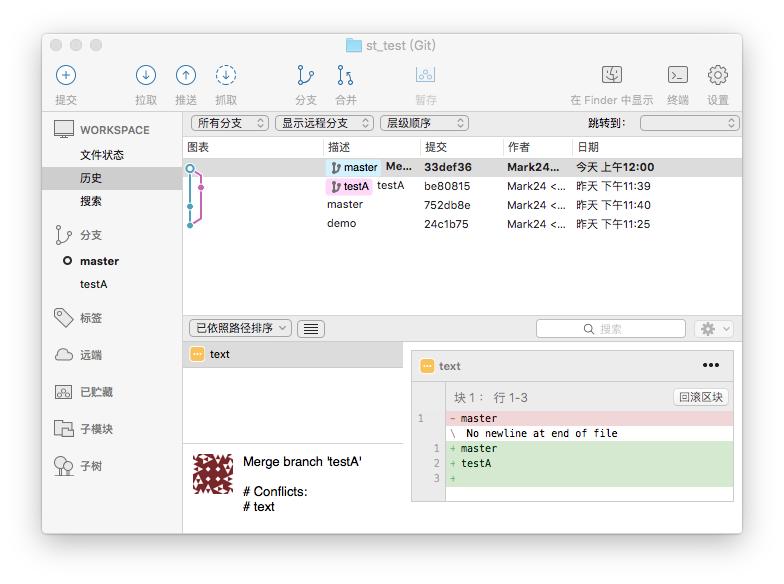 st_test (Git)
提交 拉取 推送 抓取 分支 合并 暂存 在 Finder 中显示 终端 设置
所有分支 显示远程分支 层级顺序 跳转到:
WORKSPACE
文件状态
历史
搜索
分支
master
testA
标签
远端
已贮藏
子模块
子树
图表 描述 提交 作者 日期
master Me... 33def36 Mark24... 今天 上午12:00
testA testA be80815 Mark24 <... 昨天 下午11:39
master 752db8e Mark24 <... 昨天 下午11:40
demo 24c1b75 Mark24 <... 昨天 下午11:25
已依照路径排序 搜索
text
Merge branch 'testA'
# Conflicts:
# text
text •••
块 1： 行 1-3 回滚区块
1 - master
\ No newline at end of file
1 + master
2 + testA
3 +